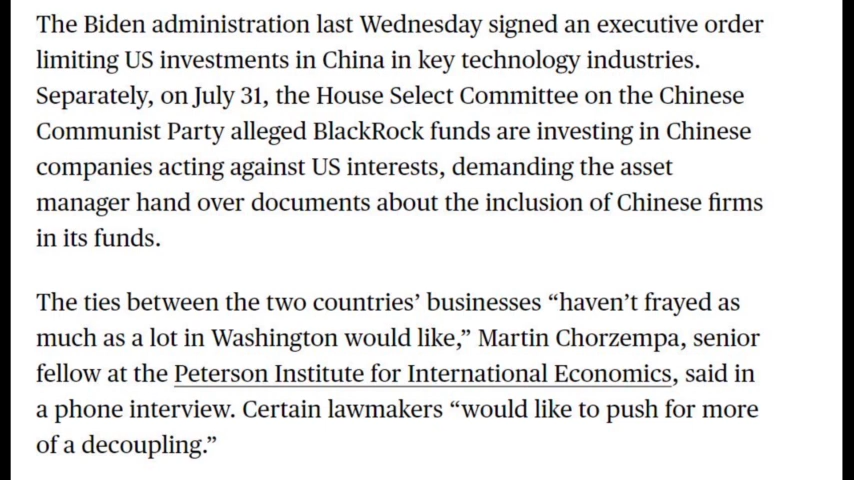 The Biden administration last Wednesday signed an executive order
limiting US investments in China in key technology industries.
Separately, on July 31, the House Select Committee on the Chinese
Communist Party alleged BlackRock funds are investing in Chinese
companies acting against US interests, demanding the asset
manager hand over documents about the inclusion of Chinese firms
in its funds.
The ties between the two countries’ businesses “haven’t frayed as
much as a lot in Washington would like,” Martin Chorzempa, senior
fellow at the Peterson Institute for International Economics, said in
a phone interview. Certain lawmakers “would like to push for more
of a decoupling.”